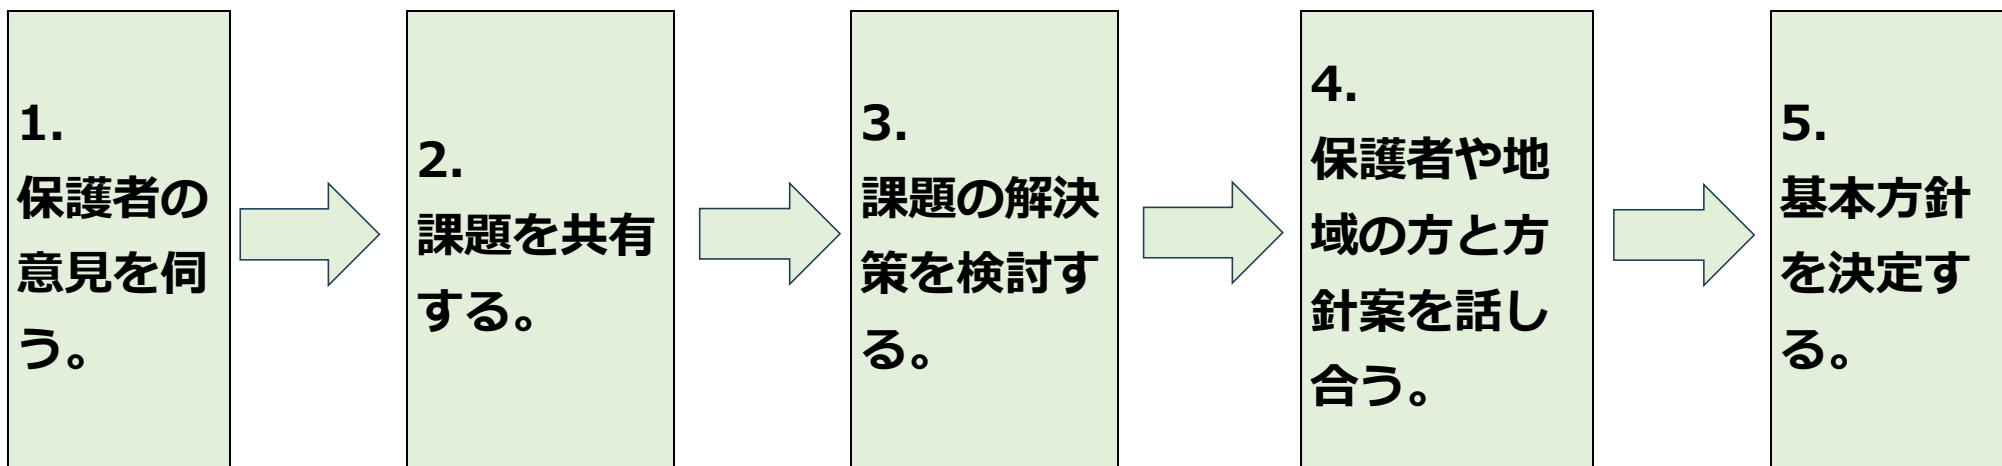 1.
保護者の
意見を伺
う。
2.
課題を共有
する。
3.
課題の解決
策を検討す
る。
4.
保護者や地
域の方と方
針案を話し
合う。
5.
基本方針
を決定す
る。